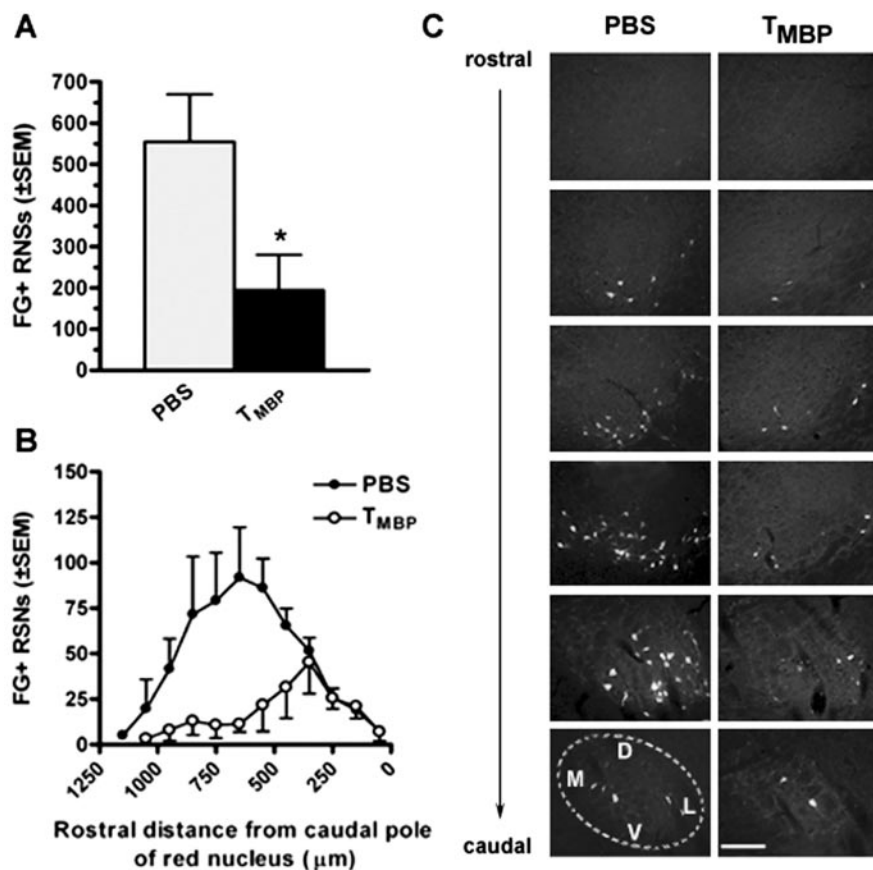 A
FG+ RNSs (±SEM)
700
600
500
400
300
200
100
0
*
PBS
TMBP
B
FG+ RSNs (±SEM)
150
125
100
75
50
25
0
PBS
TMBP
1250
1000
750
500
250
0
Rostral distance from caudal pole
of red nucleus (µm)
C
PBS
TMBP
rostral
caudal
D
M
L
V